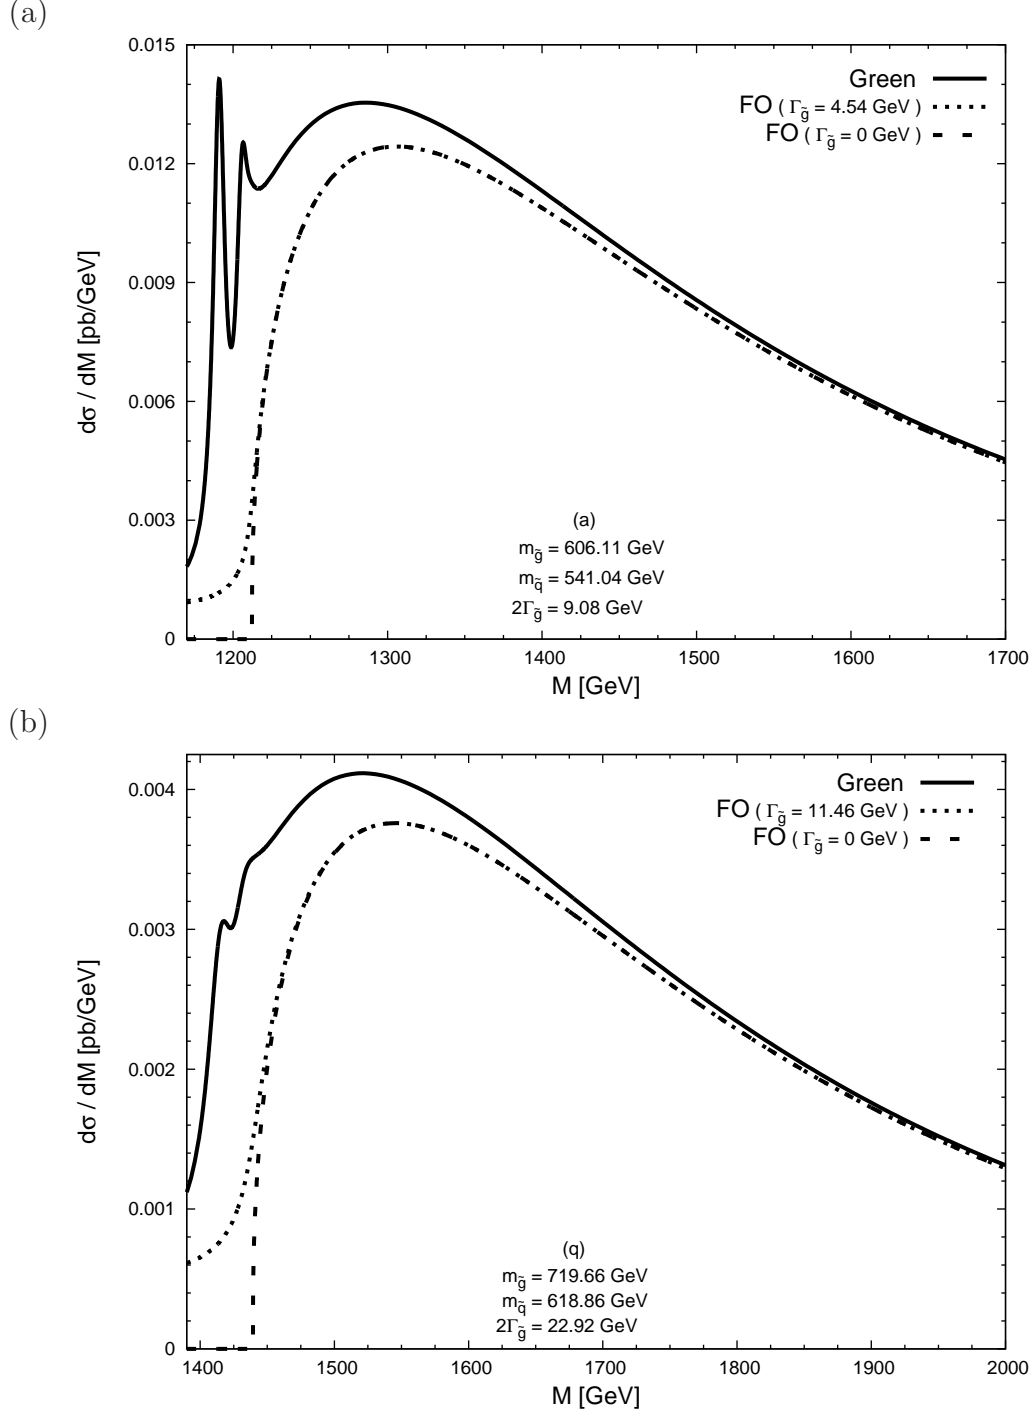 (a)
0.015
0.012
0.009
0.006
0.003
0
dσ / dM [pb/GeV]
Green
FO ( Γg̃ = 4.54 GeV )
FO ( Γg̃ = 0 GeV )
(a)
mg̃ = 606.11 GeV
mq̃ = 541.04 GeV
2Γg̃ = 9.08 GeV
1200 1300 1400 1500 1600 1700
M [GeV]
(b)
0.004
0.003
0.002
0.001
0
dσ / dM [pb/GeV]
Green
FO ( Γg̃ = 11.46 GeV )
FO ( Γg̃ = 0 GeV )
(q)
mg̃ = 719.66 GeV
mq̃ = 618.86 GeV
2Γg̃ = 22.92 GeV
1400 1500 1600 1700 1800 1900 2000
M [GeV]